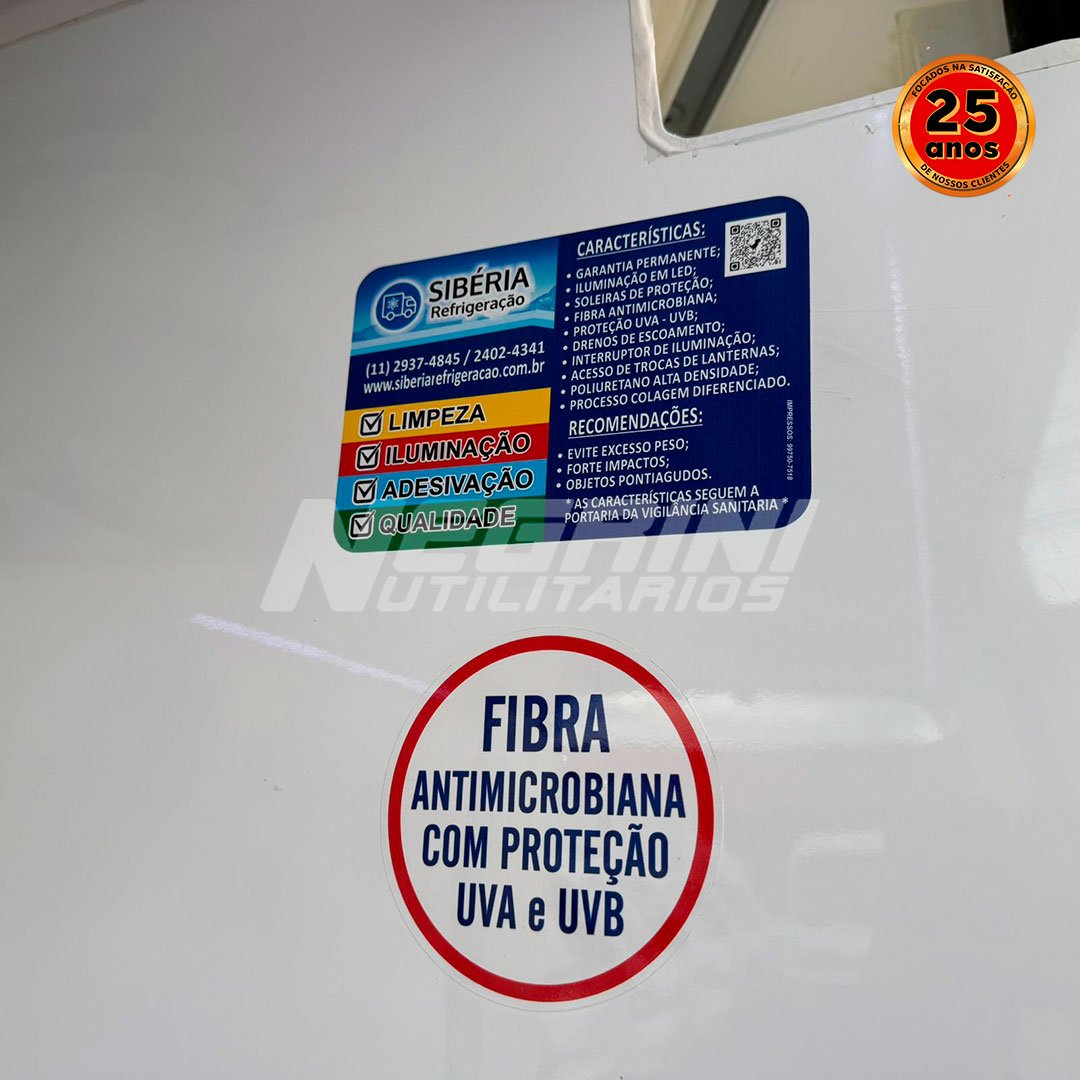 FOCADOS NA SATISFAÇÃO
25
anos
DE NOSSOS CLIENTES
SIBÉRIA
Refrigeração
(11) 2937-4845 / 2402-4341
www.siberiarefrigeracao.com.br
LIMPEZA
ILUMINAÇÃO
ADESIVAÇÃO
QUALIDADE
CARACTERÍSTICAS:
• GARANTIA PERMANENTE;
• ILUMINAÇÃO EM LED;
• SOLEIRAS DE PROTEÇÃO;
• FIBRA ANTIMICROBIANA;
• PROTEÇÃO UVA - UVB;
• DRENOS DE ESCOAMENTO;
• INTERRUPTOR DE ILUMINAÇÃO;
• ACESSO DE TROCAS DE LANTERNAS;
• POLIURETANO ALTA DENSIDADE;
• PROCESSO COLAGEM DIFERENCIADO.
RECOMENDAÇÕES:
• EVITE EXCESSO PESO;
• FORTE IMPACTOS;
• OBJETOS PONTIAGUDOS.
* AS CARACTERÍSTICAS SEGUEM A
PORTARIA DA VIGILÂNCIA SANITARIA *
IMPRESSOS: 99750-7518
NEGRINI
UTILITÁRIOS
FIBRA
ANTIMICROBIANA
COM PROTEÇÃO
UVA e UVB